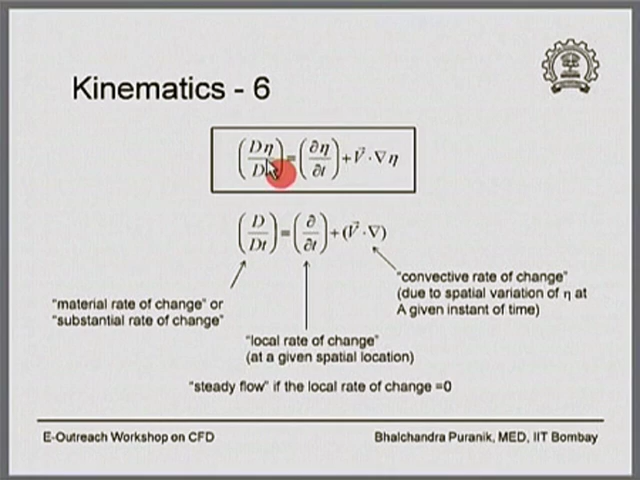 Kinematics - 6
(Dη/D) = (∂η/∂t) + V⃗ · ∇η
(D/Dt) = (∂/∂t) + (V⃗ · ∇)
"convective rate of change"
(due to spatial variation of η at
A given instant of time)
"material rate of change" or
"substantial rate of change"
"local rate of change"
(at a given spatial location)
"steady flow" if the local rate of change =0
E-Outreach Workshop on CFD
Bhalchandra Puranik, MED, IIT Bombay